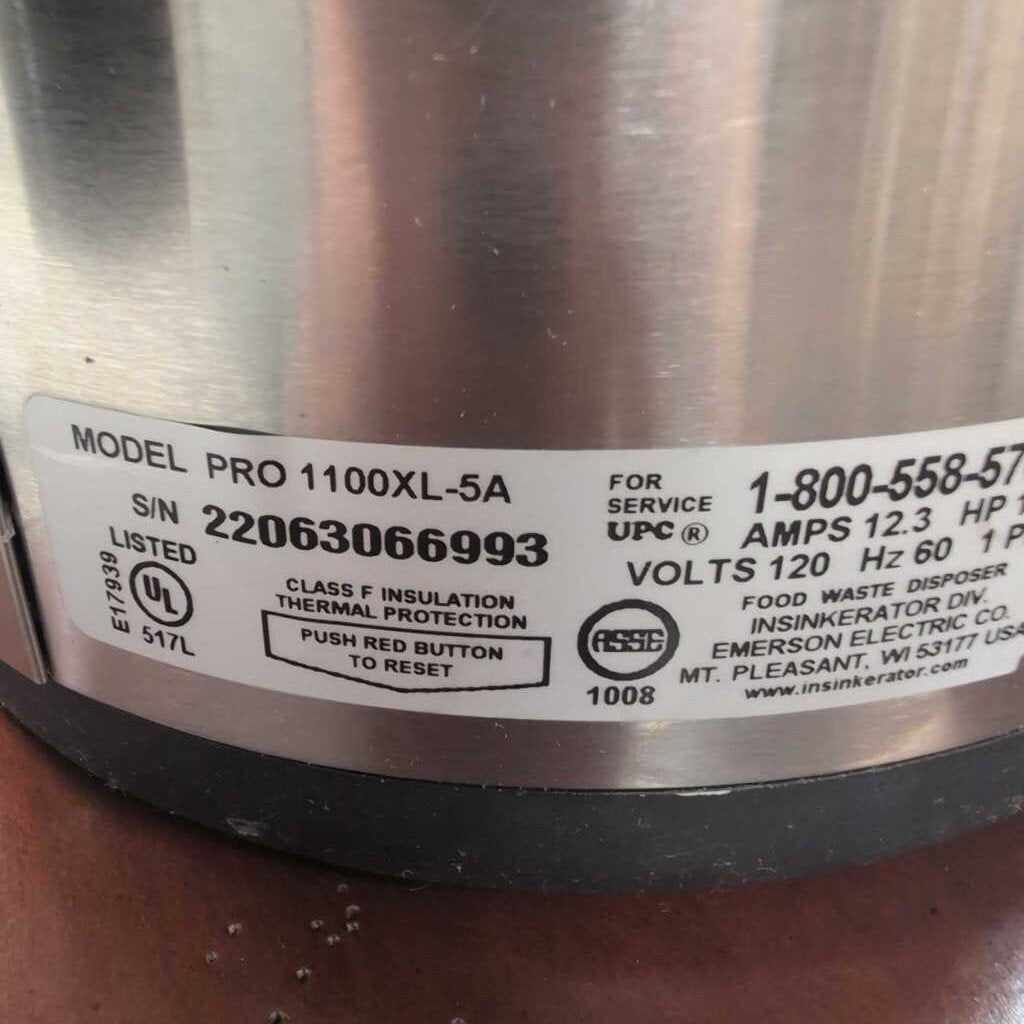 MODEL PRO 1100XL-5A
S/N 22063066993
LISTED
UL
E17939
517L
CLASS F INSULATION
THERMAL PROTECTION
PUSH RED BUTTON
TO RESET
FOR
SERVICE
1-800-558-57
UPC ®
AMPS 12.3 HP 1
VOLTS 120 Hz 60 1 P
ASSE
1008
FOOD WASTE DISPOSER
INSINKERATOR DIV.
EMERSON ELECTRIC CO.
MT. PLEASANT, WI 53177 USA
www.insinkerator.com